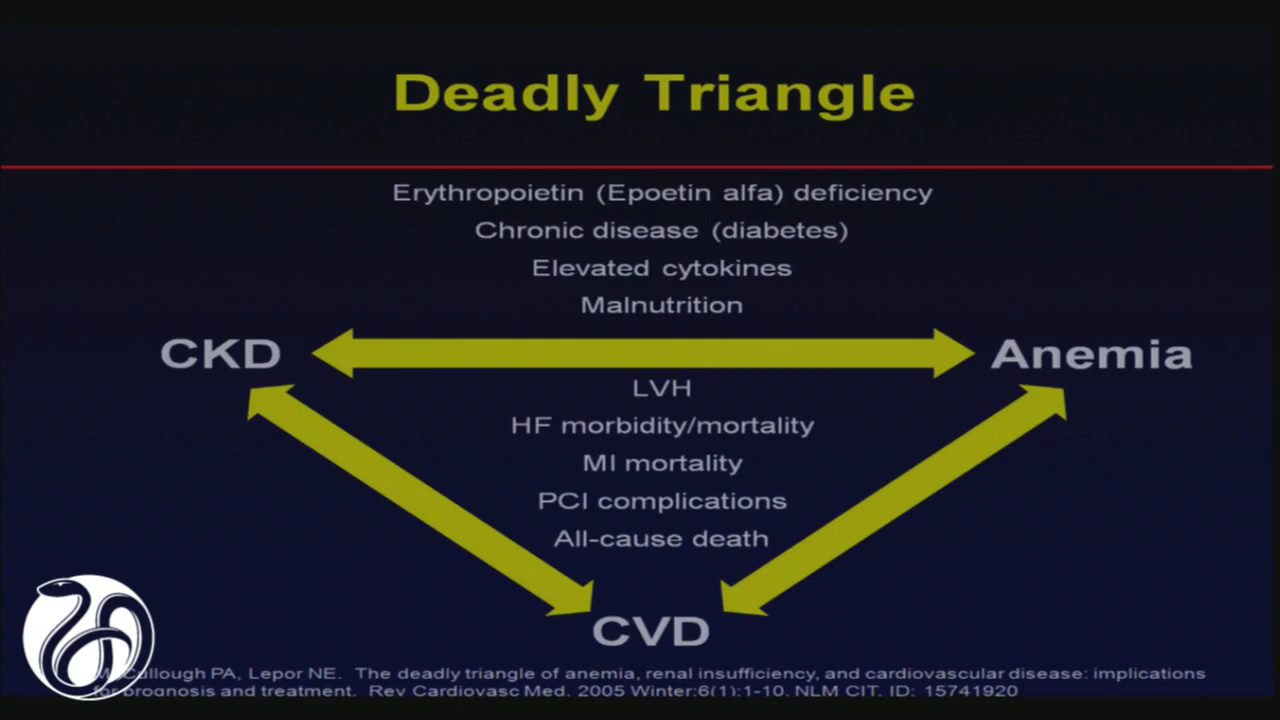 Deadly Triangle
Erythropoietin (Epoetin alfa) deficiency
Chronic disease (diabetes)
Elevated cytokines
Malnutrition
CKD
Anemia
LVH
HF morbidity/mortality
MI mortality
PCI complications
All-cause death
CVD
McCullough PA, Lepor NE. The deadly triangle of anemia, renal insufficiency, and cardiovascular disease: implications
for prognosis and treatment. Rev Cardiovasc Med. 2005 Winter;6(1):1-10. NLM CIT. ID: 15741920